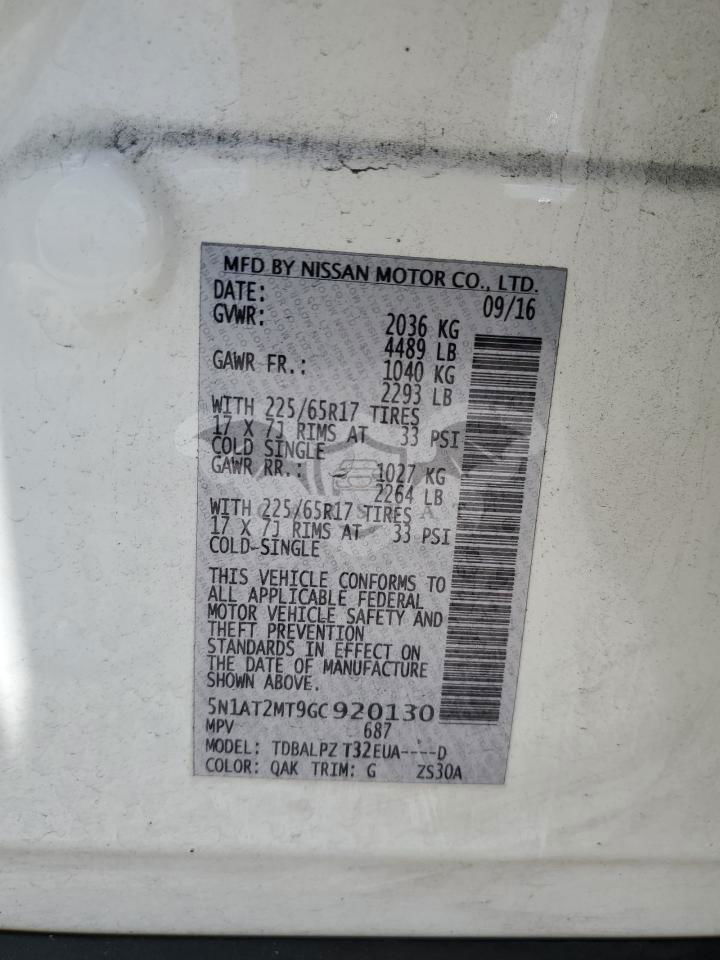 MFD BY NISSAN MOTOR CO., LTD.
DATE: 09/16
GVWR: 2036 KG
4489 LB
GAWR FR.: 1040 KG
2293 LB
WITH 225/65R17 TIRES
17 X 7J RIMS AT 33 PSI
COLD SINGLE
GAWR RR.: 1027 KG
2264 LB
WITH 225/65R17 TIRES
17 X 7J RIMS AT 33 PSI
COLD-SINGLE
THIS VEHICLE CONFORMS TO
ALL APPLICABLE FEDERAL
MOTOR VEHICLE SAFETY AND
THEFT PREVENTION
STANDARDS IN EFFECT ON
THE DATE OF MANUFACTURE
SHOWN ABOVE.
5N1AT2MT9GC920130
MPV 687
MODEL: TDBALPZ T32EUA----D
COLOR: QAK TRIM: G ZS30A